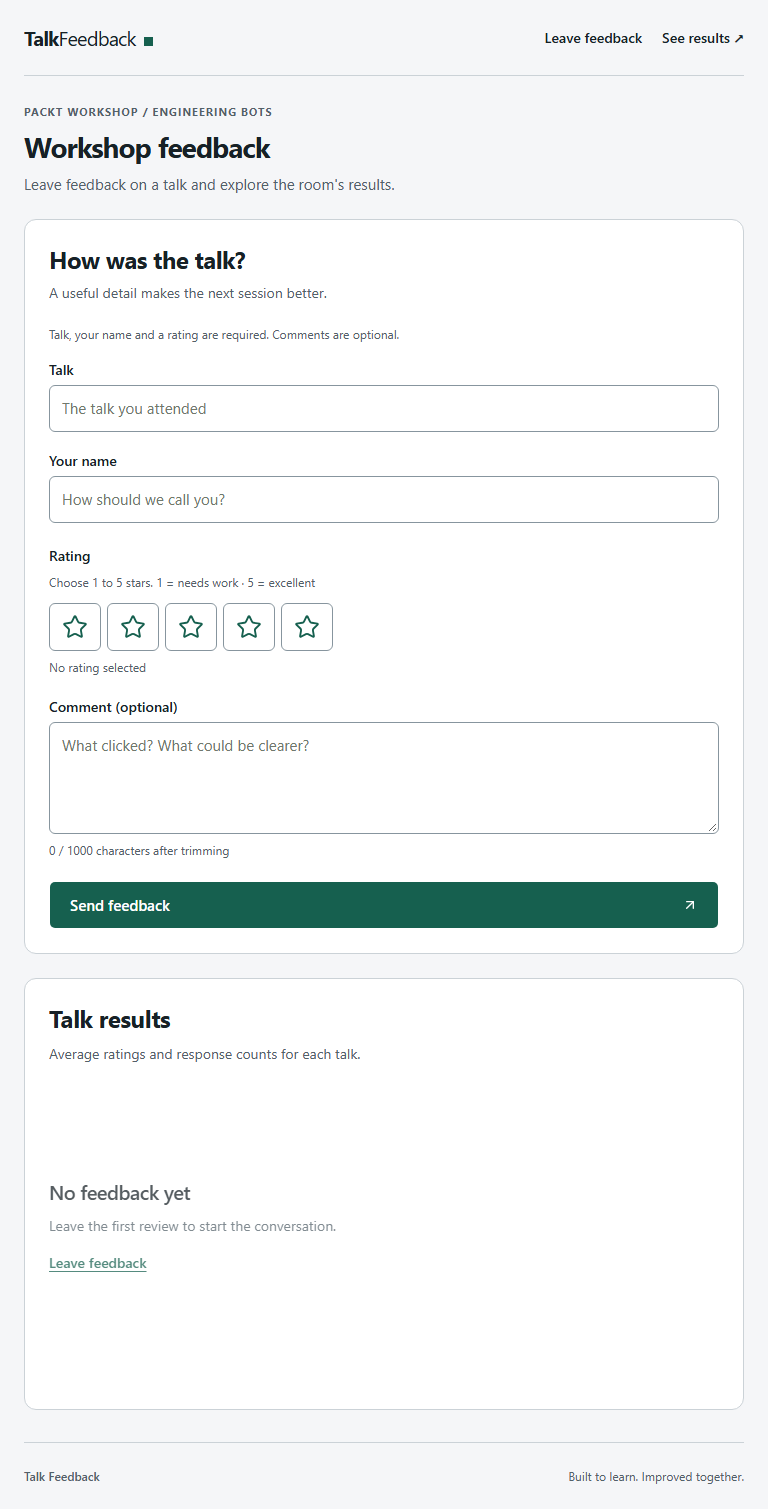 TalkFeedback
Leave feedback
See results ↗
PACKT WORKSHOP / ENGINEERING BOTS
Workshop feedback
Leave feedback on a talk and explore the room's results.
How was the talk?
A useful detail makes the next session better.
Talk, your name and a rating are required. Comments are optional.
Talk
The talk you attended
Your name
How should we call you?
Rating
Choose 1 to 5 stars. 1 = needs work · 5 = excellent
No rating selected
Comment (optional)
What clicked? What could be clearer?
0 / 1000 characters after trimming
Send feedback
Talk results
Average ratings and response counts for each talk.
No feedback yet
Leave the first review to start the conversation.
Leave feedback
Talk Feedback
Built to learn. Improved together.